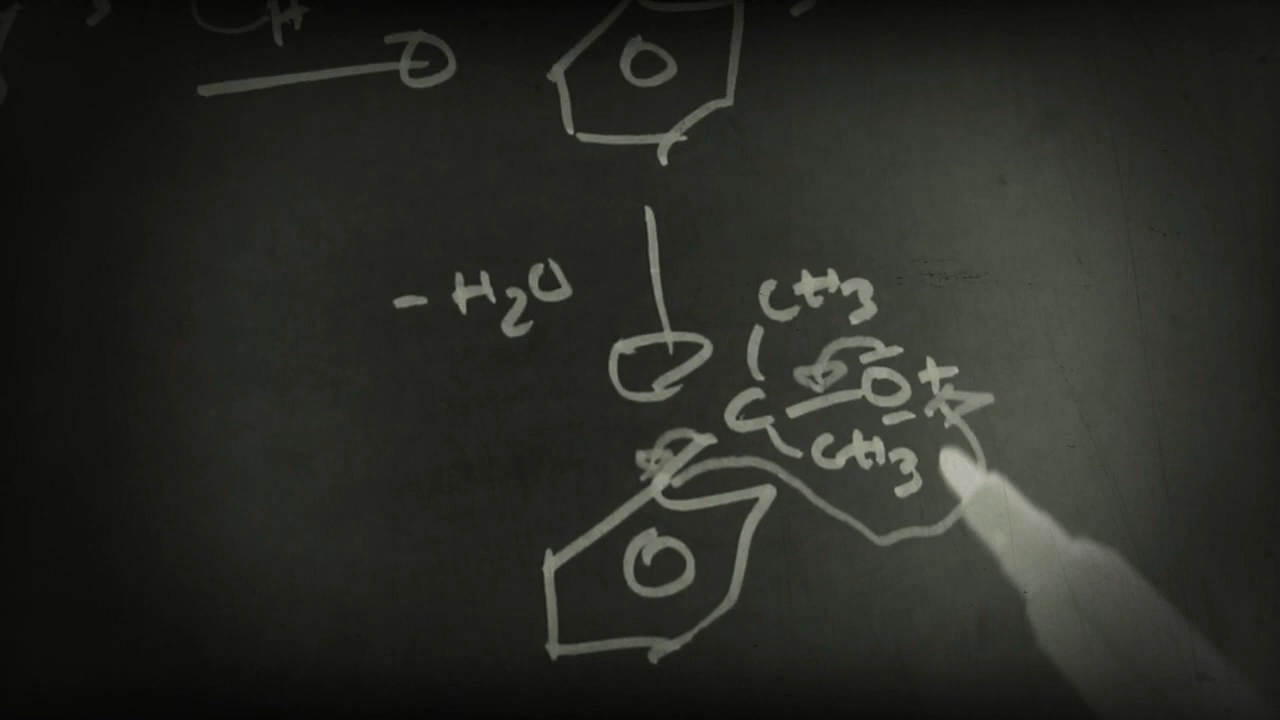 H
- H2O
CH3
C — O +
CH3